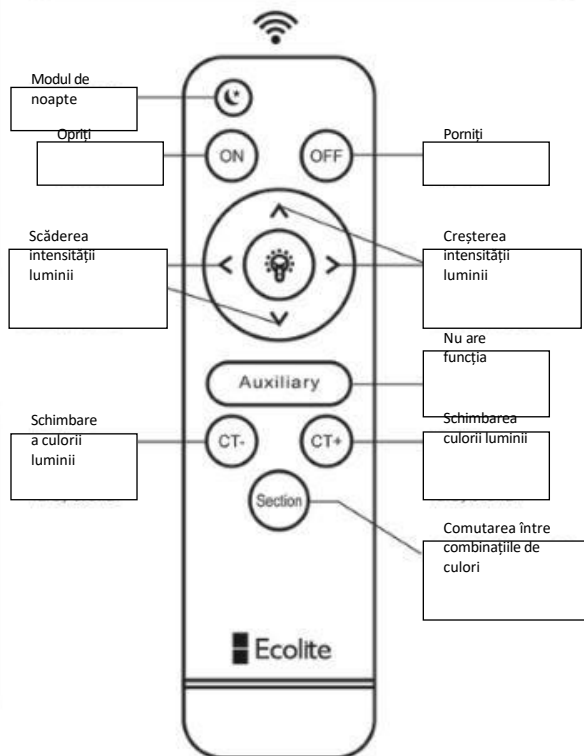 Modul de
noapte
Opriți
ON
OFF
Porniți
Scăderea
intensității
luminii
Creșterea
intensității
luminii
Nu are
funcția
Auxiliary
Schimbare
a culorii
luminii
CT-
CT+
Schimbarea
culorii luminii
Section
Comutarea între
combinațiile de
culori
Ecolite